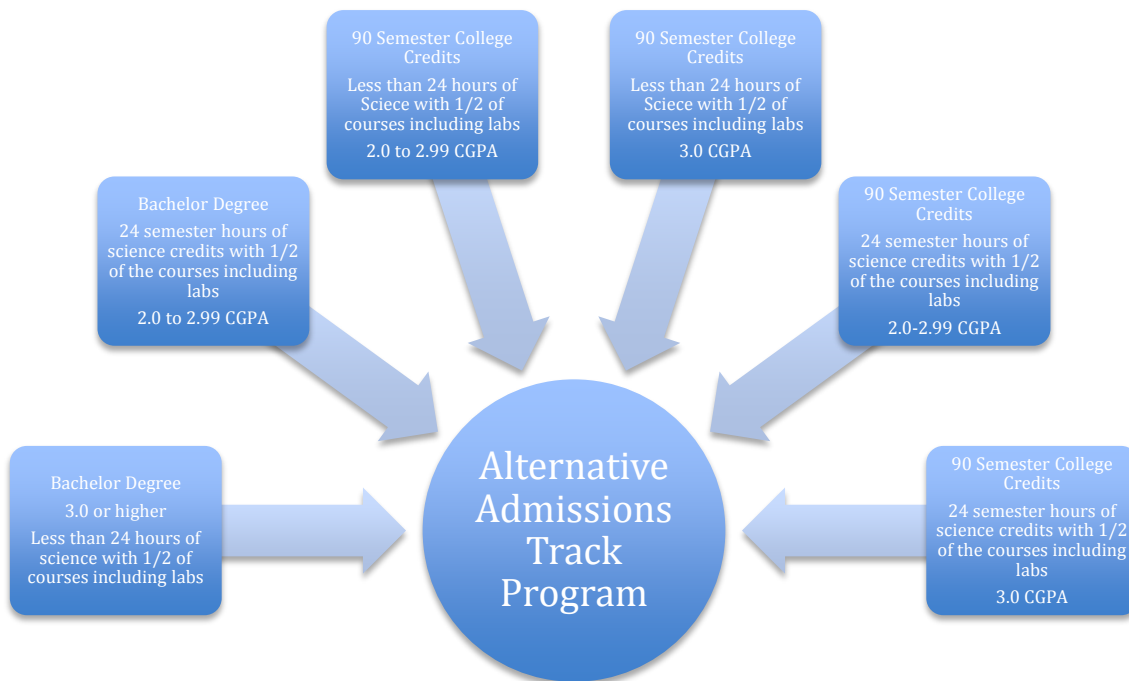 90 Semester College
Credits
Less than 24 hours of
Sciece with 1/2 of
courses including labs
2.0 to 2.99 CGPA
90 Semester College
Credits
Less than 24 hours of
Sciece with 1/2 of
courses including labs
3.0 CGPA
Bachelor Degree
24 semester hours of
science credits with 1/2
of the courses including
labs
2.0 to 2.99 CGPA
90 Semester College
Credits
24 semester hours of
science credits with 1/2
of the courses including
labs
2.0-2.99 CGPA
Bachelor Degree
3.0 or higher
Less than 24 hours of
science with 1/2 of
courses including labs
Alternative
Admissions
Track
Program
90 Semester College
Credits
24 semester hours of
science credits with 1/2
of the courses including
labs
3.0 CGPA